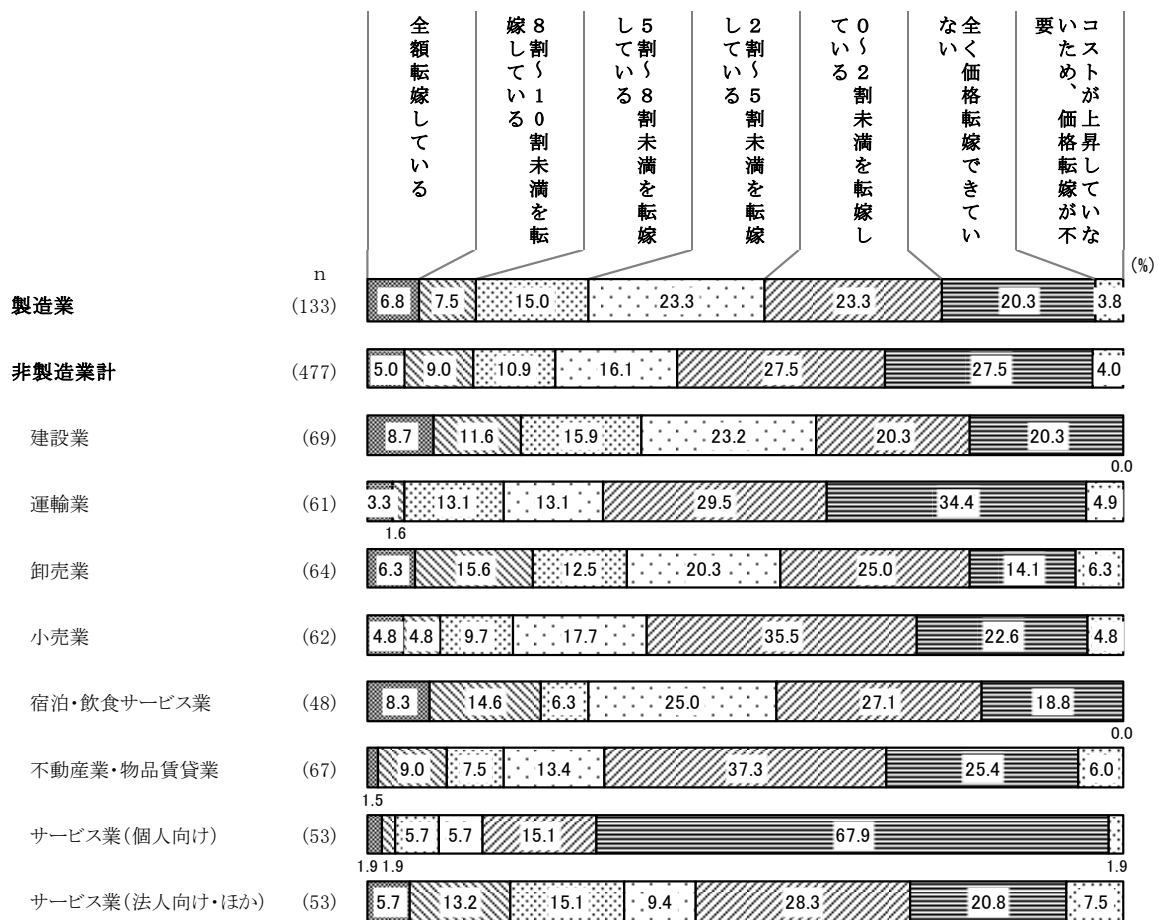 全額転嫁している
８割～１０割未満を転
嫁している
５割～８割未満を転嫁
している
２割～５割未満を転嫁
している
０～２割未満を転嫁し
ている
全く価格転嫁できてい
ない
コストが上昇していな
いため、価格転嫁が不
要
n
(%)
製造業 (133) 6.8 7.5 15.0 23.3 23.3 20.3 3.8
非製造業計 (477) 5.0 9.0 10.9 16.1 27.5 27.5 4.0
建設業 (69) 8.7 11.6 15.9 23.2 20.3 20.3
0.0
運輸業 (61) 3.3 13.1 13.1 29.5 34.4 4.9
1.6
卸売業 (64) 6.3 15.6 12.5 20.3 25.0 14.1 6.3
小売業 (62) 4.8 4.8 9.7 17.7 35.5 22.6 4.8
宿泊・飲食サービス業 (48) 8.3 14.6 6.3 25.0 27.1 18.8
0.0
不動産業・物品賃貸業 (67) 9.0 7.5 13.4 37.3 25.4 6.0
1.5
サービス業（個人向け） (53) 5.7 5.7 15.1 67.9
1.9 1.9 1.9
サービス業（法人向け・ほか） (53) 5.7 13.2 15.1 9.4 28.3 20.8 7.5